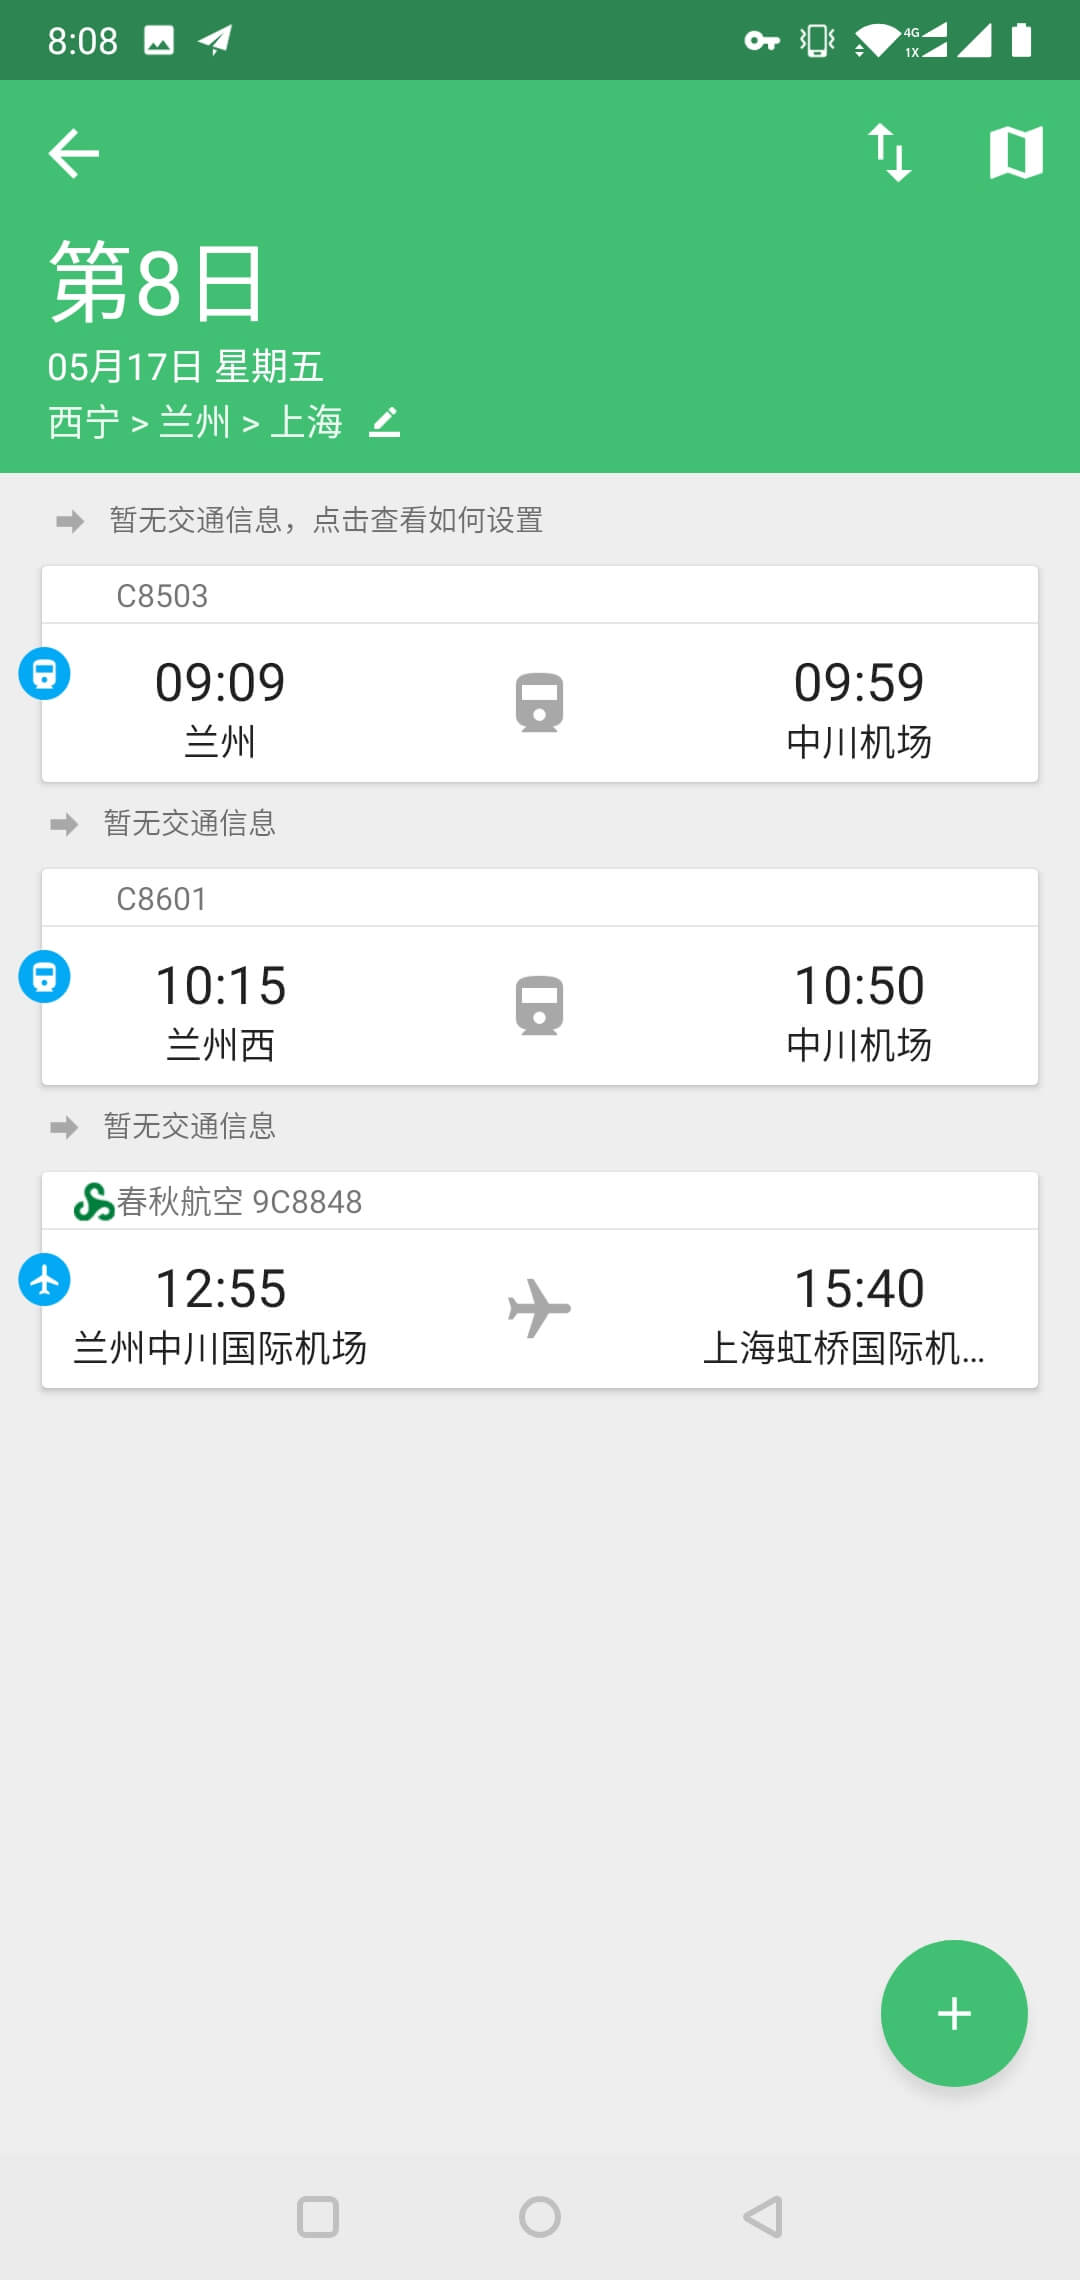 8:08
4G
1X
第8日
05月17日 星期五
西宁 > 兰州 > 上海
暂无交通信息，点击查看如何设置
C8503
09:09
09:59
兰州
中川机场
暂无交通信息
C8601
10:15
10:50
兰州西
中川机场
暂无交通信息
春秋航空 9C8848
12:55
15:40
兰州中川国际机场
上海虹桥国际机...